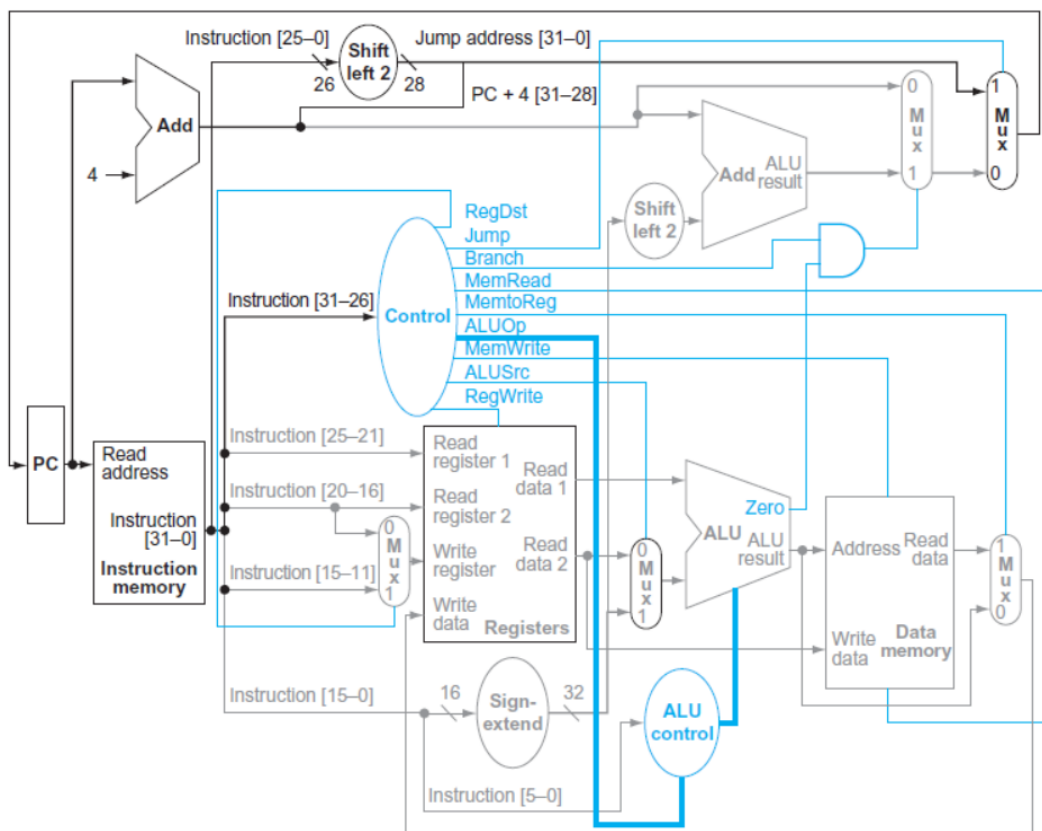 Instruction [25–0]
Shift
left 2
Jump address [31–0]
26
28
PC + 4 [31–28]
Add
4
0
M
u
x
1
1
M
u
x
0
Add
ALU
result
Shift
left 2
RegDst
Jump
Branch
MemRead
MemtoReg
ALUOp
MemWrite
ALUSrc
RegWrite
Instruction [31–26]
Control
PC
Read
address
Instruction
[31–0]
Instruction
memory
Instruction [25–21]
Instruction [20–16]
Instruction [15–11]
0
M
u
x
1
Read
register 1
Read
register 2
Write
register
Write
data
Read
data 1
Read
data 2
Registers
0
M
u
x
1
Zero
ALU
ALU
result
Address
Read
data
Write
data
Data
memory
1
M
u
x
0
Instruction [15–0]
16
Sign-
extend
32
ALU
control
Instruction [5–0]